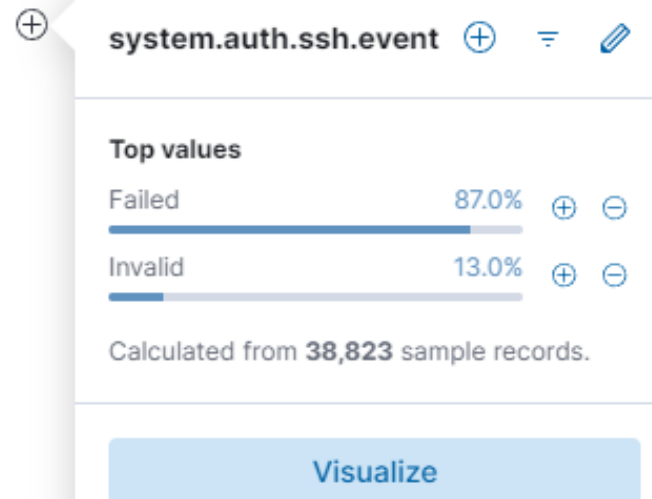 system.auth.ssh.event
Top values
Failed 87.0%
Invalid 13.0%
Calculated from 38,823 sample records.
Visualize